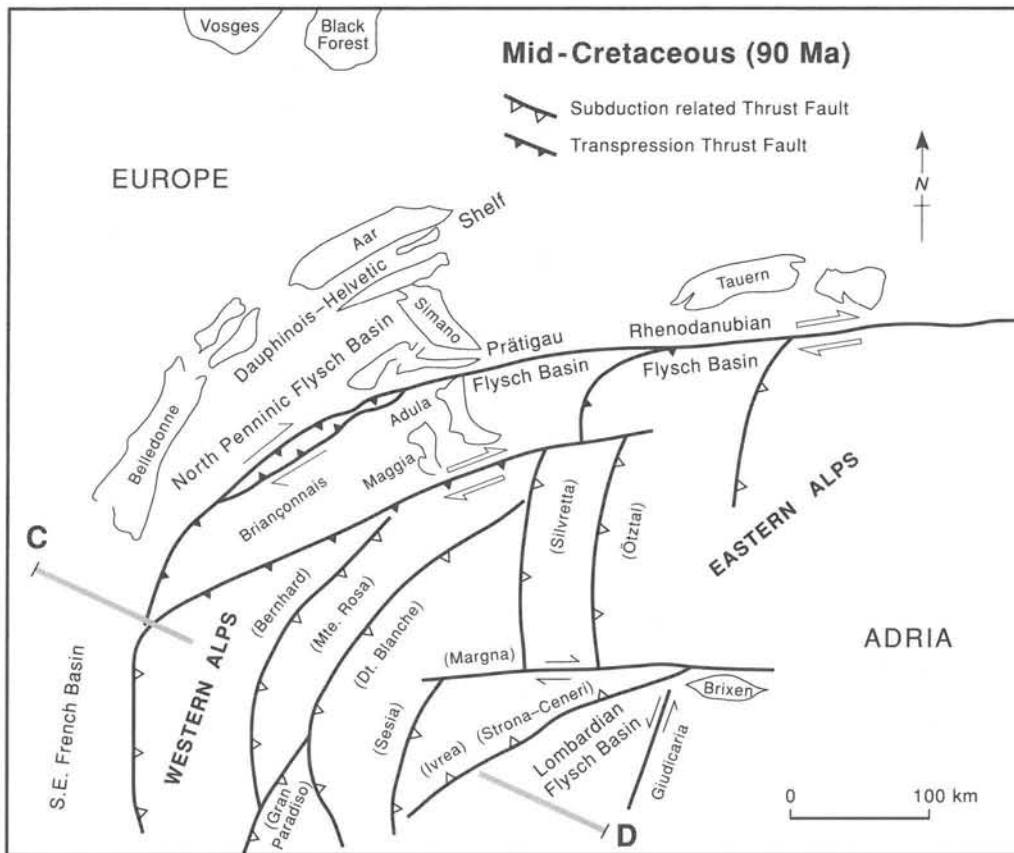 Vosges
Black
Forest
Mid-Cretaceous (90 Ma)
Subduction related Thrust Fault
Transpression Thrust Fault
N
EUROPE
Aar
Shelf
Dauphinois-Helvetic
Simano
Tauern
Rhenodanubian
Flysch Basin
Prätigau
Flysch Basin
North Penninic Flysch Basin
Belledonne
Adula
Maggia
Briançonnais
C
WESTERN ALPS
S.E. French Basin
(Bernhard)
(Mte. Rosa)
(Dt. Blanche)
(Gran
Paradiso)
(Silvretta)
(Ötztal)
EASTERN ALPS
ADRIA
(Margna)
(Sesia)
(Ivrea)
(Strona-Ceneri)
Lombardian
Flysch Basin
Brixen
Giudicaria
D
0 100 km